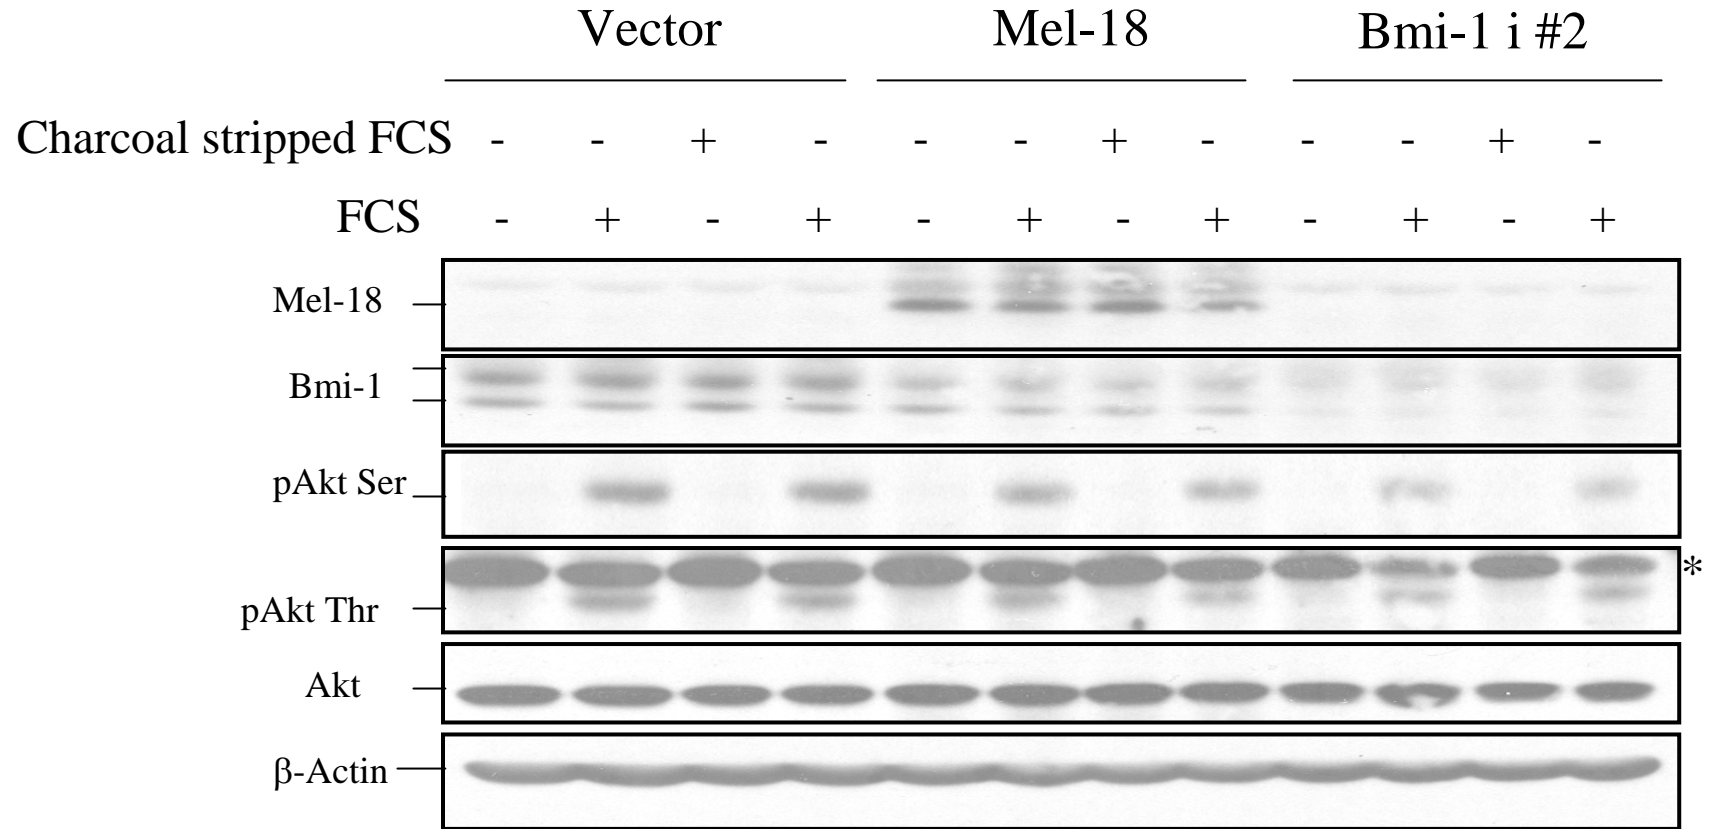 Vector Mel-18 Bmi-1 i #2
Charcoal stripped FCS - - + - - - + - - - + -
FCS - + - + - + - + - + - +
Mel-18
Bmi-1
pAkt Ser
*
pAkt Thr
Akt
β-Actin